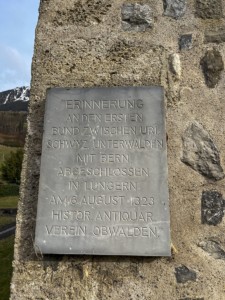 ERINNERUNG
AN DEN ERSTEN
BUND ZWISCHEN URI
SCHWYZ UNTERWALDEN
MIT BERN
ABGESCHLOSSEN
IN LUNGERN
AUGUST 1323
HISTOR ANTIQUAR
VEREIN OBWALDEN